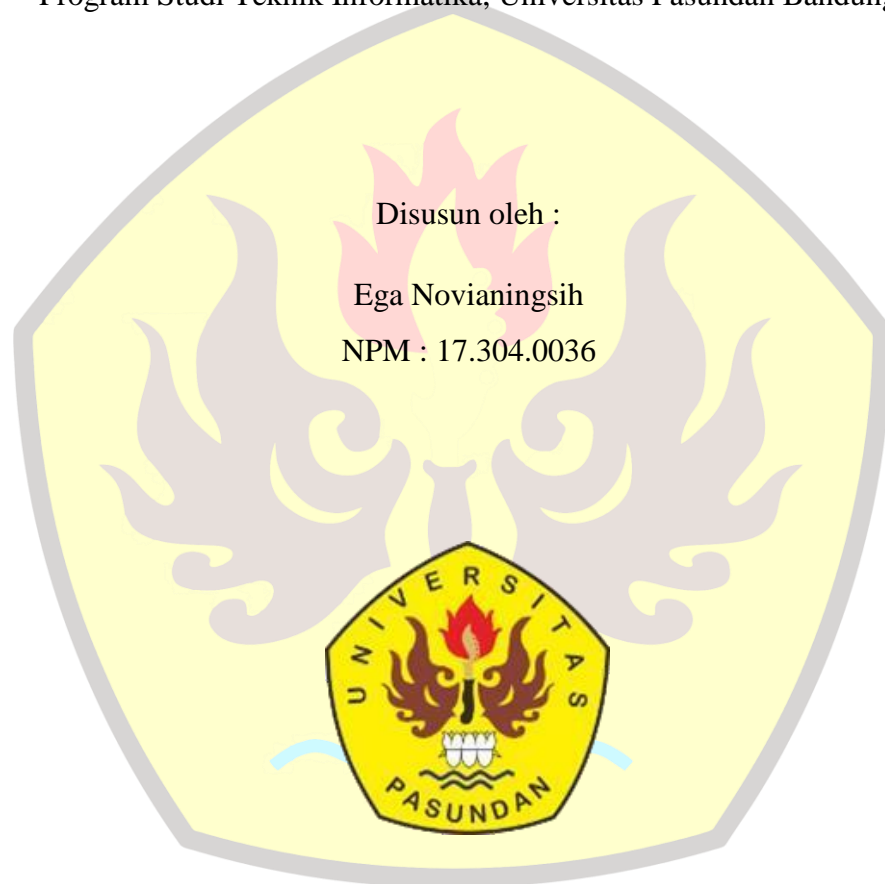 Program Studi Teknik Informatika, Universitas Pasundan Bandung
Disusun oleh :
Ega Novianingsih
NPM : 17.304.0036
UNIVERSITAS
PASUNDAN